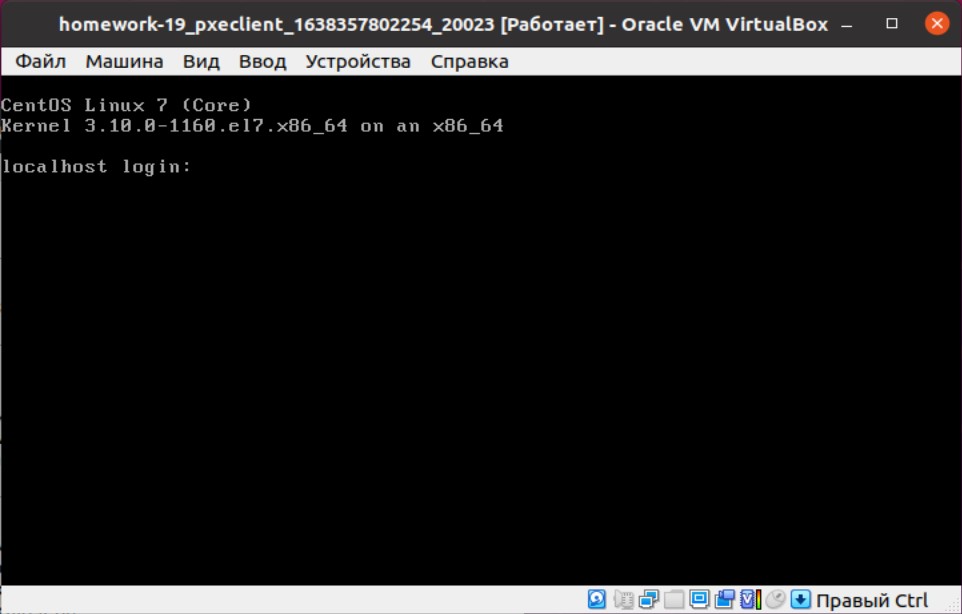 homework-19_pxeclient_1638357802254_20023 [Работает] - Oracle VM VirtualBox
Файл Машина Вид Ввод Устройства Справка
CentOS Linux 7 (Core)
Kernel 3.10.0-1160.el7.x86_64 on an x86_64
localhost login:
Правый Ctrl